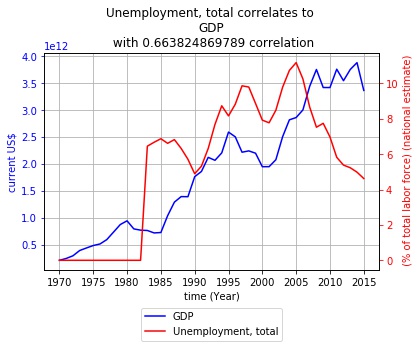 Unemployment, total correlates to
GDP
with 0.663824869789 correlation
1e12
4.0
3.5
3.0
2.5
2.0
1.5
1.0
0.5
current US$
10
8
6
4
2
0
(% of total labor force) (national estimate)
1970 1975 1980 1985 1990 1995 2000 2005 2010 2015
time (Year)
GDP
Unemployment, total